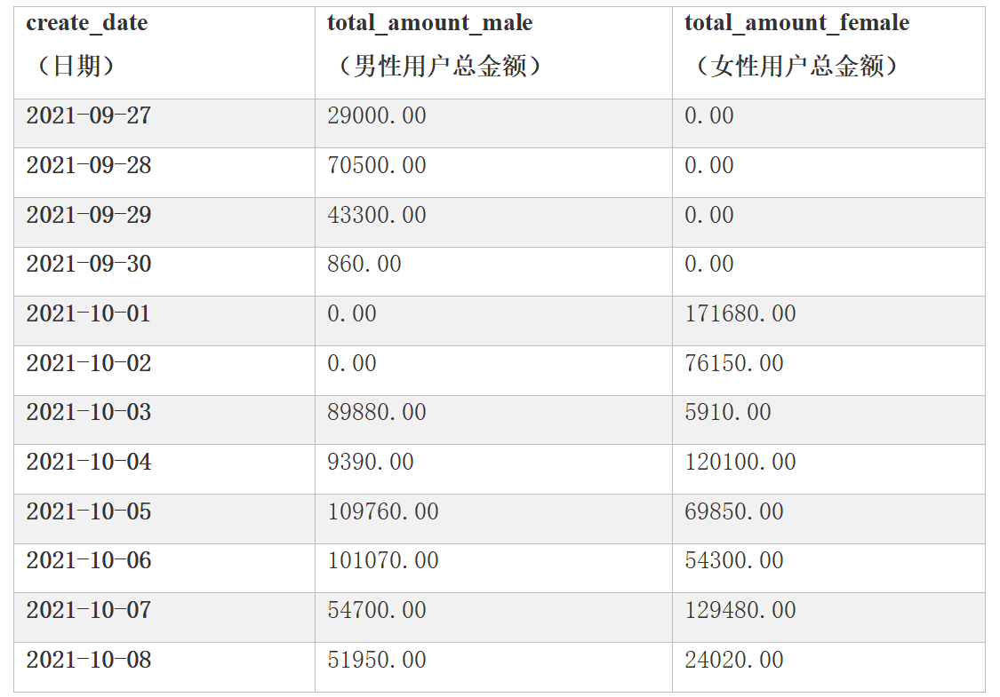 create_date total_amount_male total_amount_female
（日期） （男性用户总金额） （女性用户总金额）
2021-09-27 29000.00 0.00
2021-09-28 70500.00 0.00
2021-09-29 43300.00 0.00
2021-09-30 860.00 0.00
2021-10-01 0.00 171680.00
2021-10-02 0.00 76150.00
2021-10-03 89880.00 5910.00
2021-10-04 9390.00 120100.00
2021-10-05 109760.00 69850.00
2021-10-06 101070.00 54300.00
2021-10-07 54700.00 129480.00
2021-10-08 51950.00 24020.00